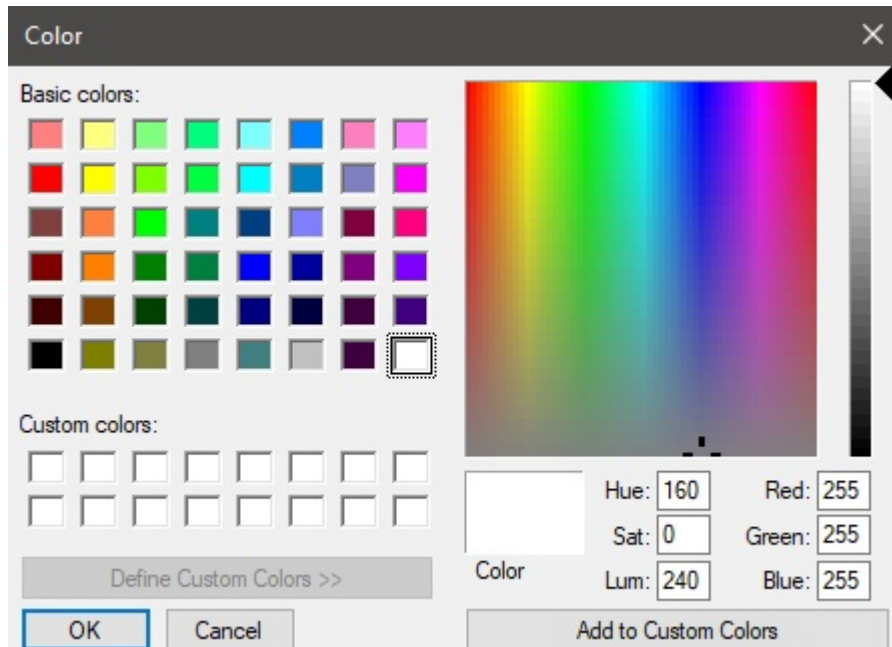 Color
Basic colors:
Custom colors:
Define Custom Colors >>
OK Cancel
Color
Hue: 160 Red: 255
Sat: 0 Green: 255
Lum: 240 Blue: 255
Add to Custom Colors